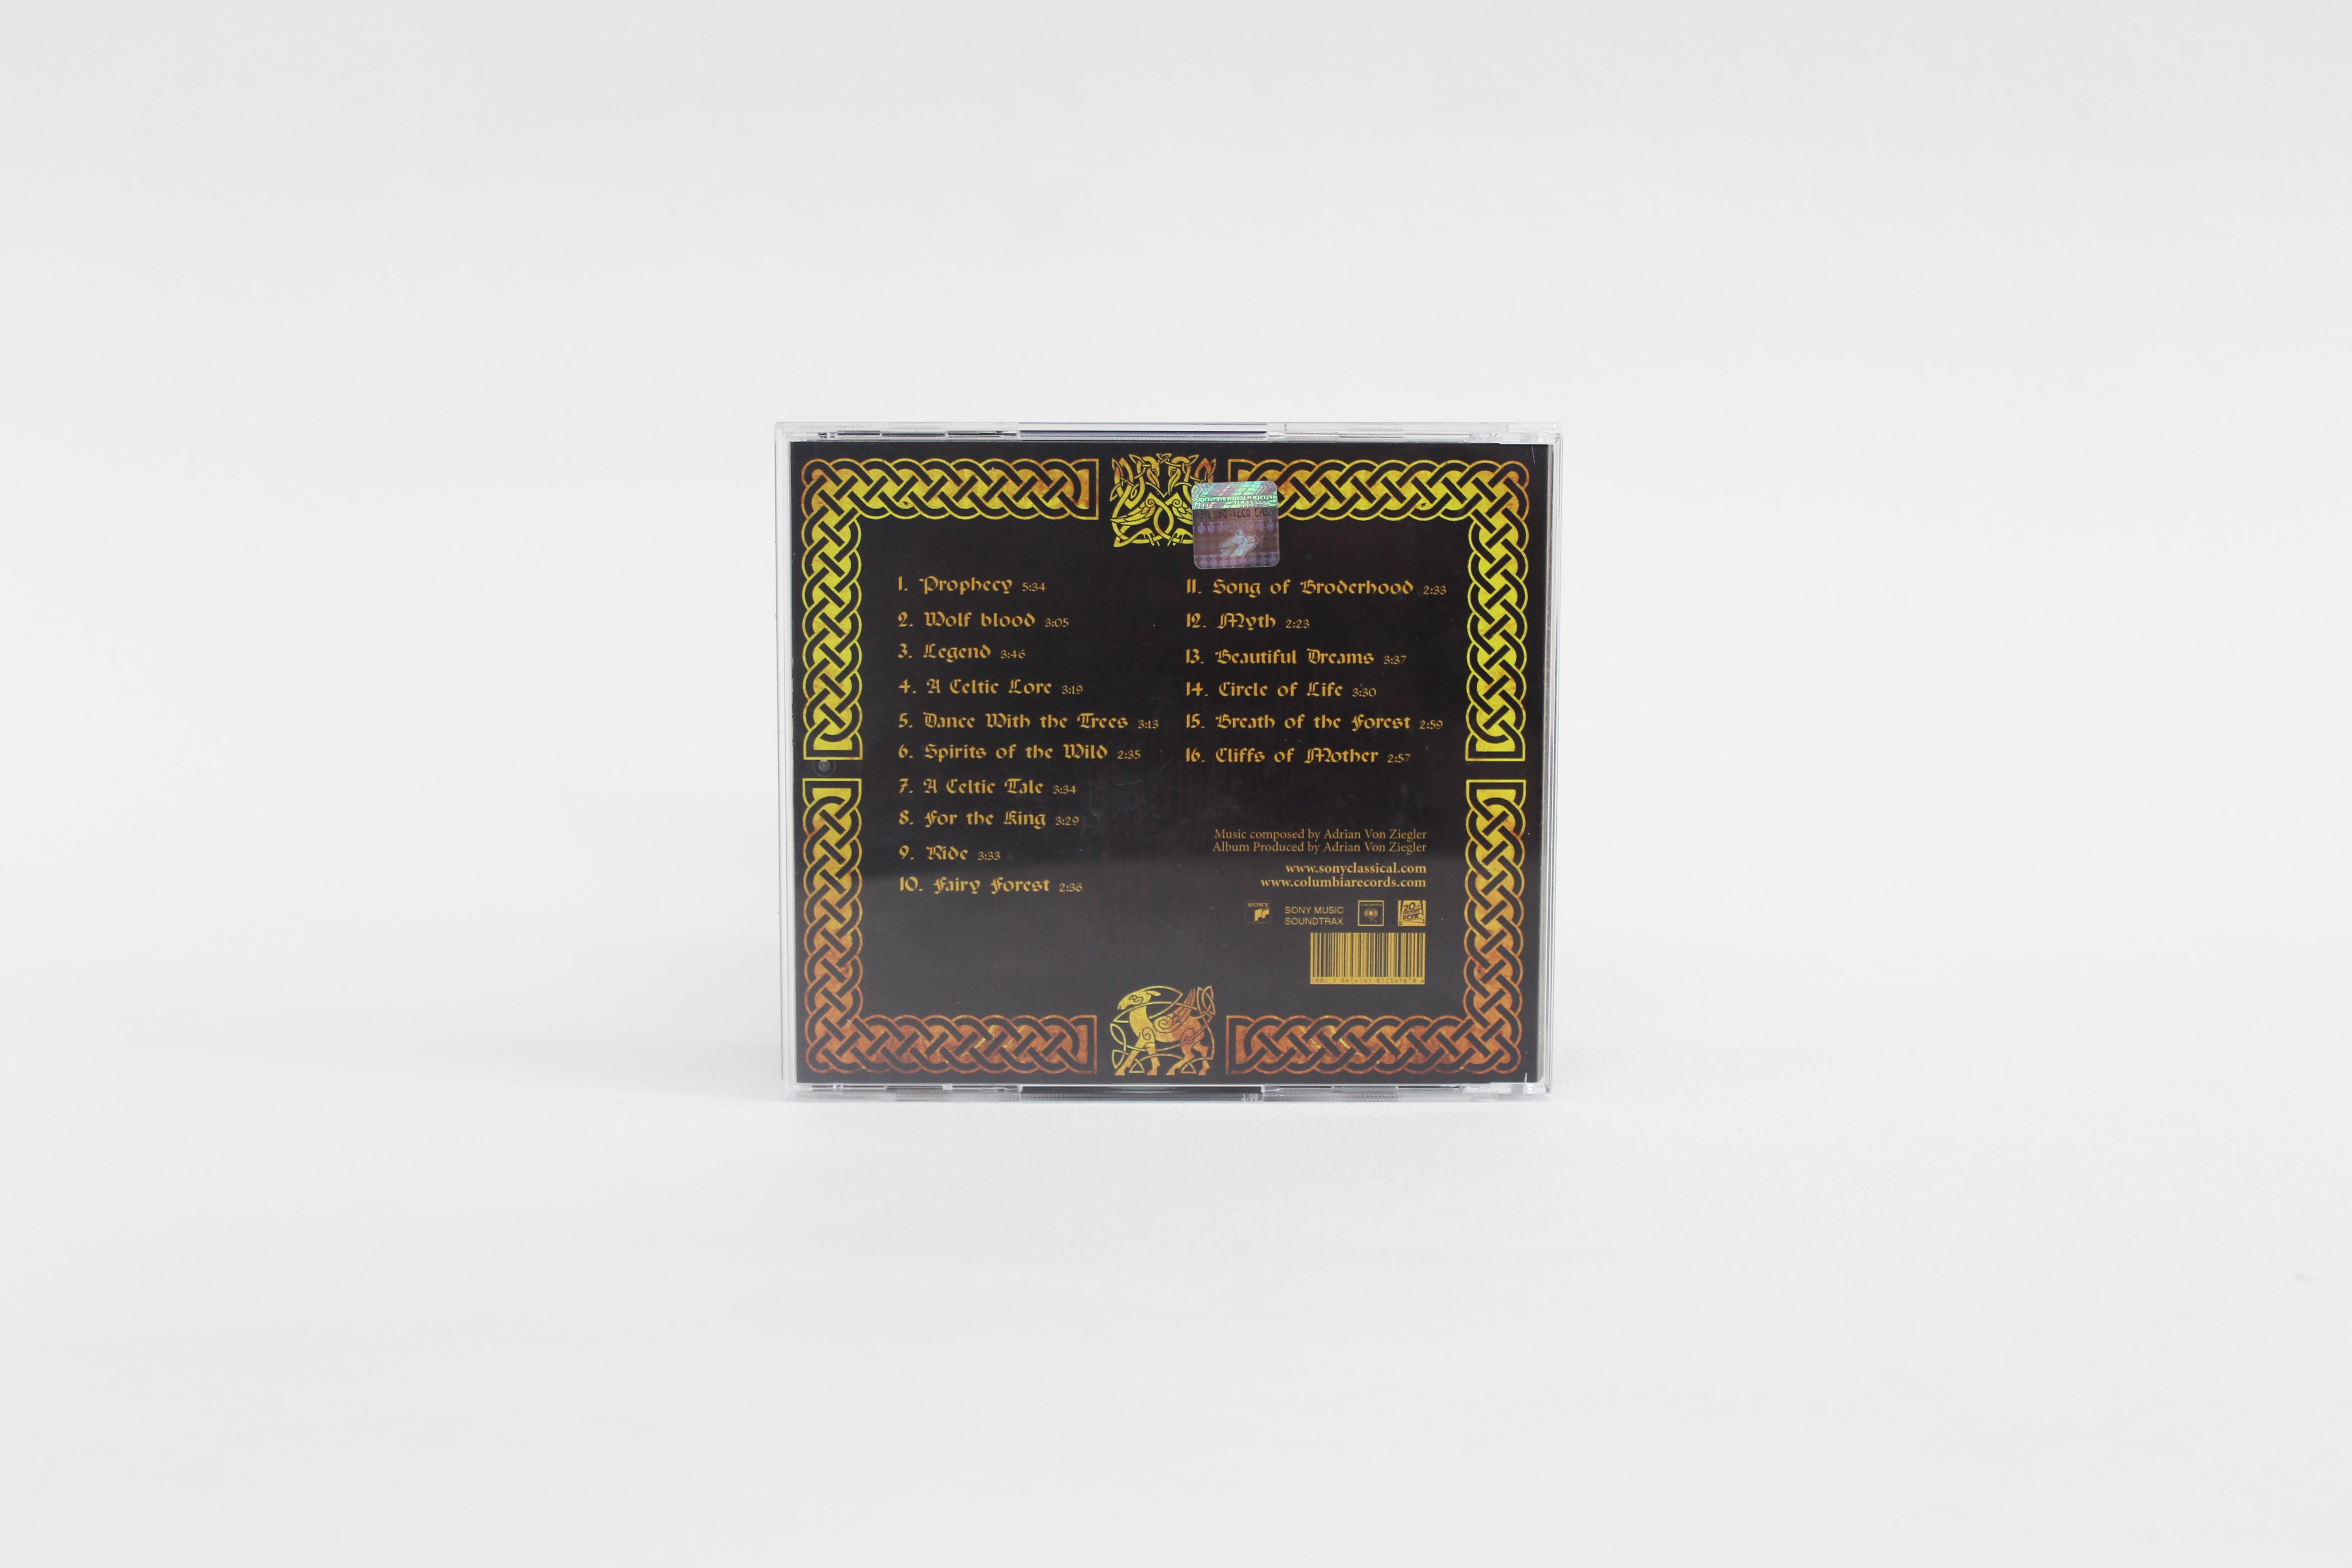 1. Prophecy 5:34
2. Wolf blood 3:05
3. Legend 3:46
4. A Celtic Lore 3:19
5. Dance With the Trees 3:13
6. Spirits of the Wild 2:35
7. A Celtic Tale 3:34
8. For the King 3:29
9. Ride 3:33
10. Fairy Forest 2:36
11. Song of Broderhood 2:33
12. Myth 2:23
13. Beautiful Dreams 3:37
14. Circle of Life 3:30
15. Breath of the Forest 2:59
16. Cliffs of Mother 2:57
Music composed by Adrian Von Ziegler
Album Produced by Adrian Von Ziegler
www.sonyclassical.com
www.columbiarecords.com
SONY
SONY MUSIC
SOUNDTRAX
20
FOX